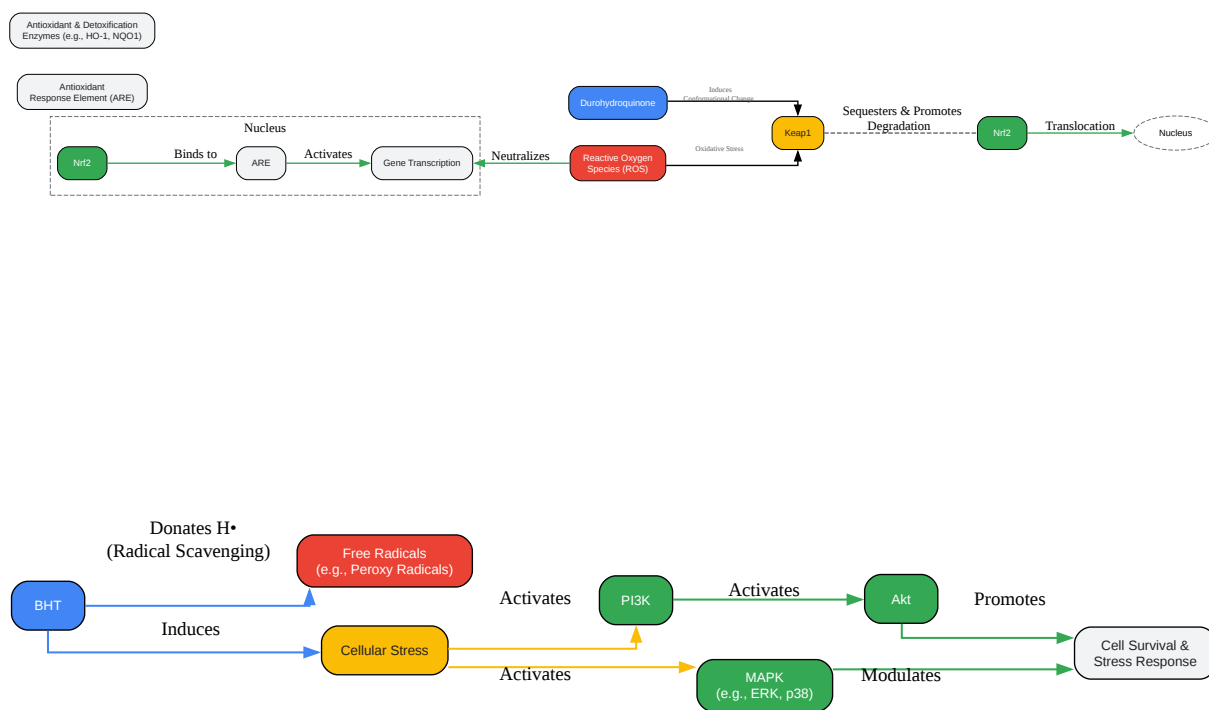 Antioxidant & Detoxification
Enzymes (e.g., HO-1, NQO1)
Antioxidant
Response Element (ARE)
Nucleus
Nrf2
Binds to
ARE
Activates
Gene Transcription
Neutralizes
Durohydroquinone
Reactive Oxygen
Species (ROS)
Induces
Conformational Change
Oxidative Stress
Keap1
Sequesters & Promotes
Degradation
Nrf2
Translocation
Nucleus
Donates H•
(Radical Scavenging)
Free Radicals
(e.g., Peroxy Radicals)
BHT
Induces
Cellular Stress
Activates
PI3K
Activates
Akt
Promotes
Activates
MAPK
(e.g., ERK, p38)
Modulates
Cell Survival &
Stress Response